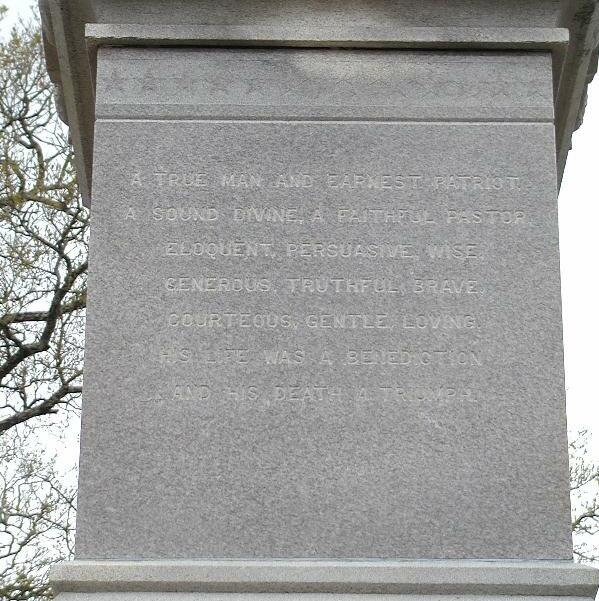 A TRUE MAN AND EARNEST PATRIOT,
A SOUND DIVINE, A FAITHFUL PASTOR,
ELOQUENT, PERSUASIVE, WISE,
GENEROUS, TRUTHFUL, BRAVE,
COURTEOUS, GENTLE, LOVING,
HIS LIFE WAS A BENEDICTION
AND HIS DEATH A TRIUMPH.